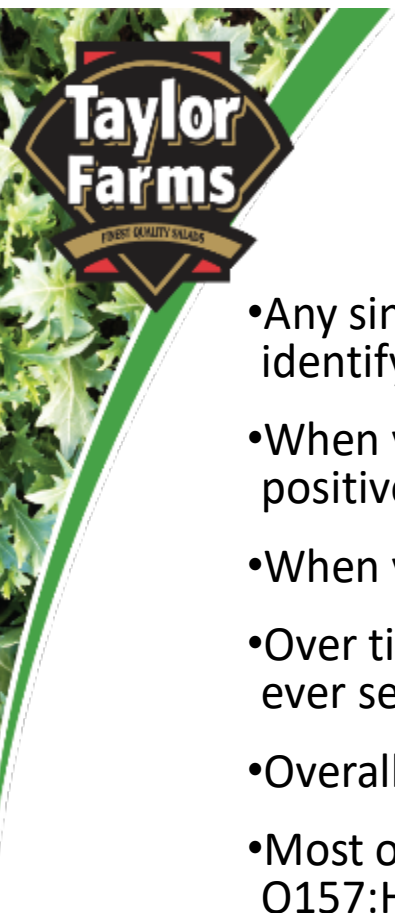 Taylor
Farms
FINEST QUALITY SALADS
•Any sin
identify
•When y
positive
•When y
•Over ti
ever se
•Overall
•Most o
O157:H